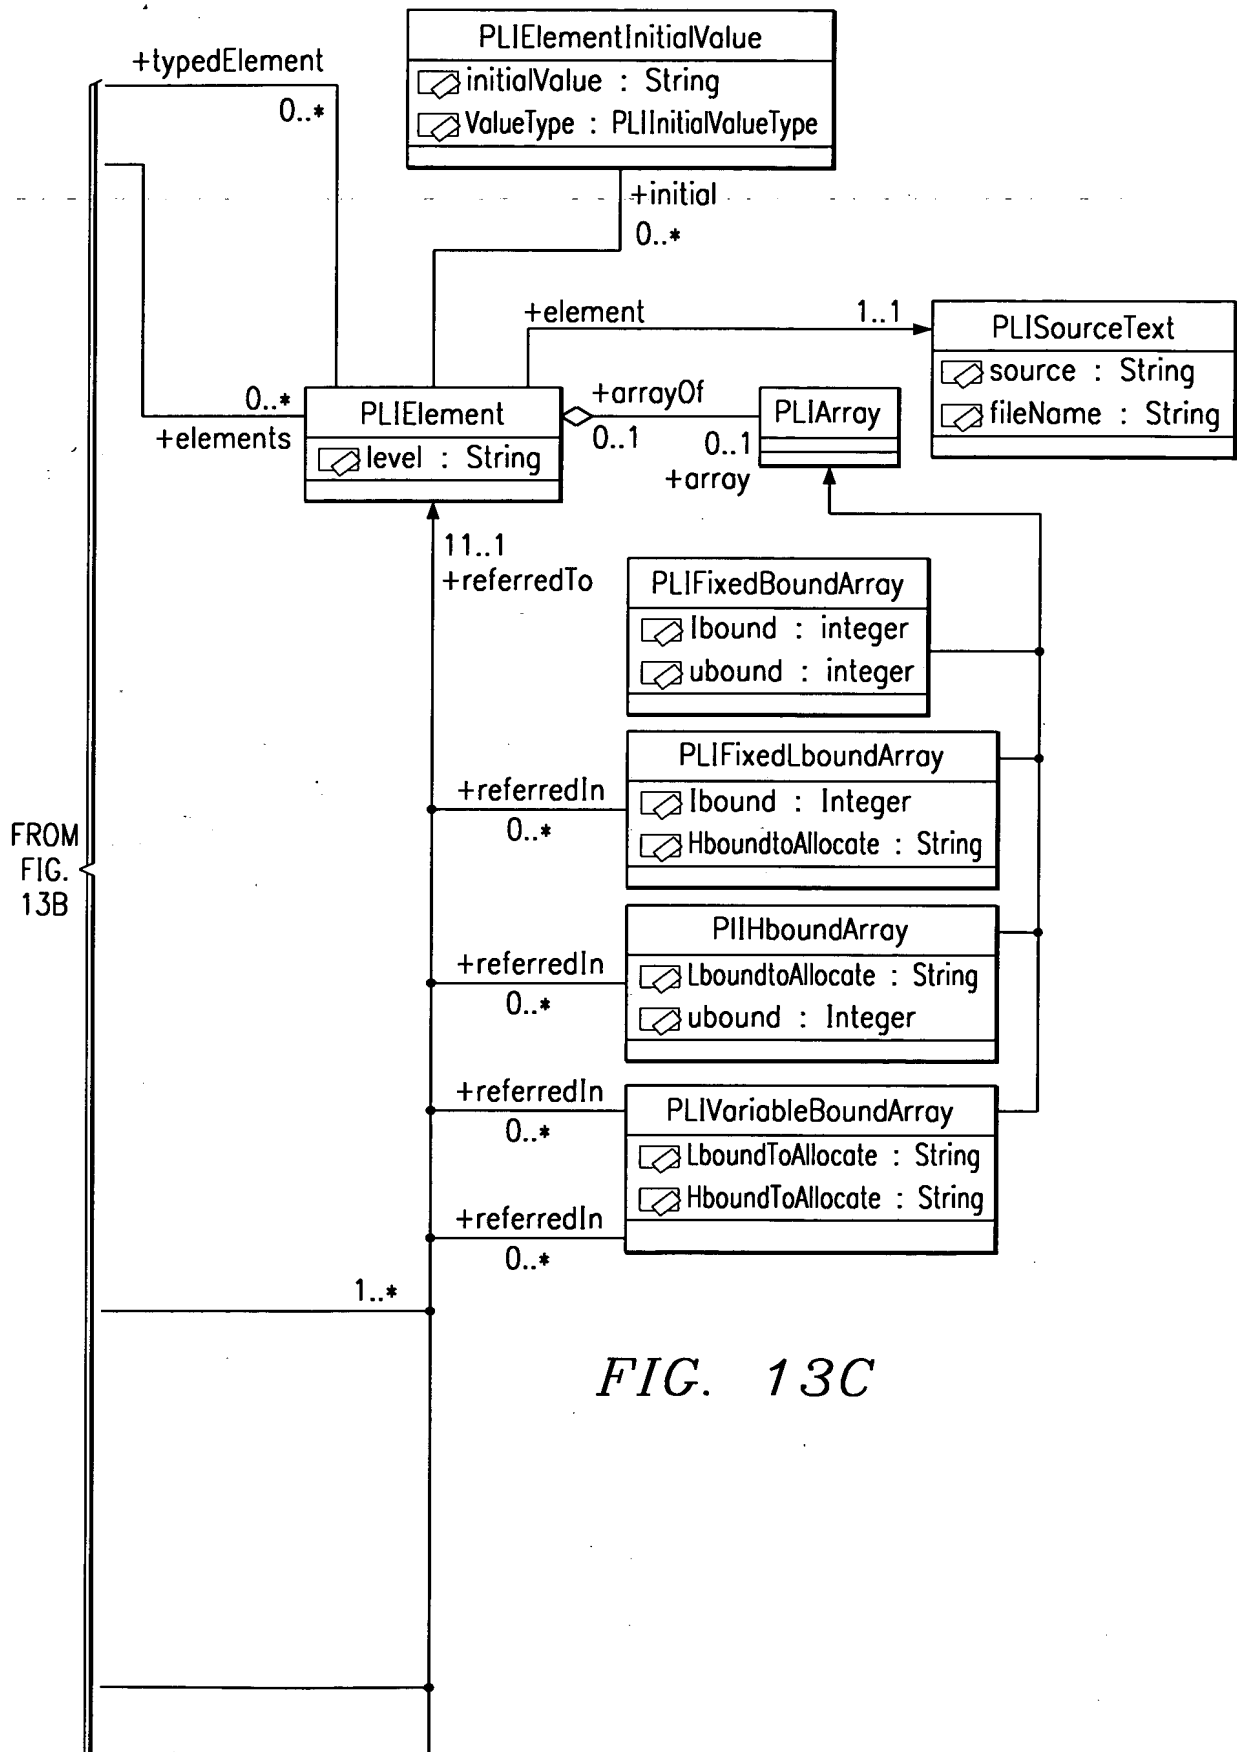 PLIElementInitialValue
initialValue : String
ValueType : PLIInitialValueType
+typedElement
0..*
+initial
0..*
+element
1..1
PLISourceText
source : String
fileName : String
0..*
+elements
PLIElement
level : String
+arrayOf
0..1
0..1
+array
PLIArray
11..1
+referredTo
PLIFixedBoundArray
Ibound : integer
ubound : integer
PLIFixedLboundArray
Ibound : Integer
HboundtoAllocate : String
+referredIn
0..*
FROM
FIG.
13B
PIIHboundArray
LboundtoAllocate : String
ubound : Integer
+referredIn
0..*
PLIVariableBoundArray
LboundToAllocate : String
HboundToAllocate : String
+referredIn
0..*
+referredIn
0..*
1..*
FIG. 13C